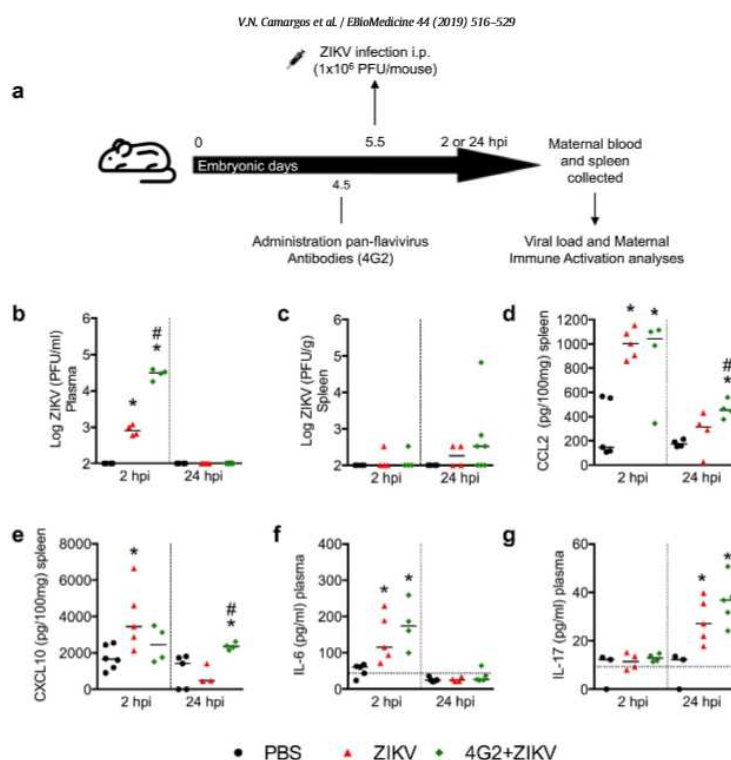 V.N. Camargos et al. / EBioMedicine 44 (2019) 516–529
ZIKV infection i.p.
(1x10⁶ PFU/mouse)
a
0
5.5
2 or 24 hpi
Embryonic days
4.5
Maternal blood
and spleen
collected
Administration pan-flavivirus
Antibodies (4G2)
Viral load and Maternal
Immune Activation analyses
b
Log ZIKV (PFU/ml)
Plasma
6
5
4
3
2
*
#
*
2 hpi
24 hpi
c
Log ZIKV (PFU/g)
Spleen
6
5
4
3
2
2 hpi
24 hpi
d
CCL2 (pg/100mg) spleen
1200
1000
800
600
400
200
0
*
*
#
*
2 hpi
24 hpi
e
CXCL10 (pg/100mg) spleen
8000
6000
4000
2000
0
*
#
*
2 hpi
24 hpi
f
IL-6 (pg/ml) plasma
400
300
200
100
0
*
*
2 hpi
24 hpi
g
IL-17 (pg/ml) plasma
60
40
20
0
*
*
2 hpi
24 hpi
PBS
ZIKV
4G2+ZIKV